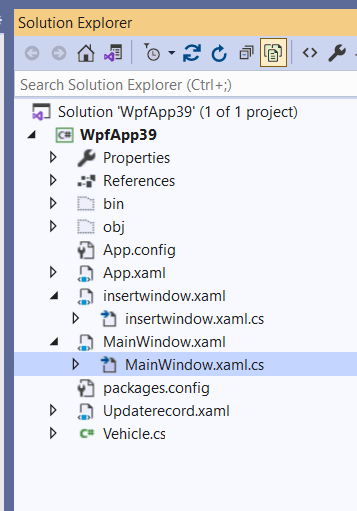 Solution Explorer
Search Solution Explorer (Ctrl+;)
Solution 'WpfApp39' (1 of 1 project)
WpfApp39
Properties
References
bin
obj
App.config
App.xaml
insertwindow.xaml
insertwindow.xaml.cs
MainWindow.xaml
MainWindow.xaml.cs
packages.config
Updaterecord.xaml
Vehicle.cs